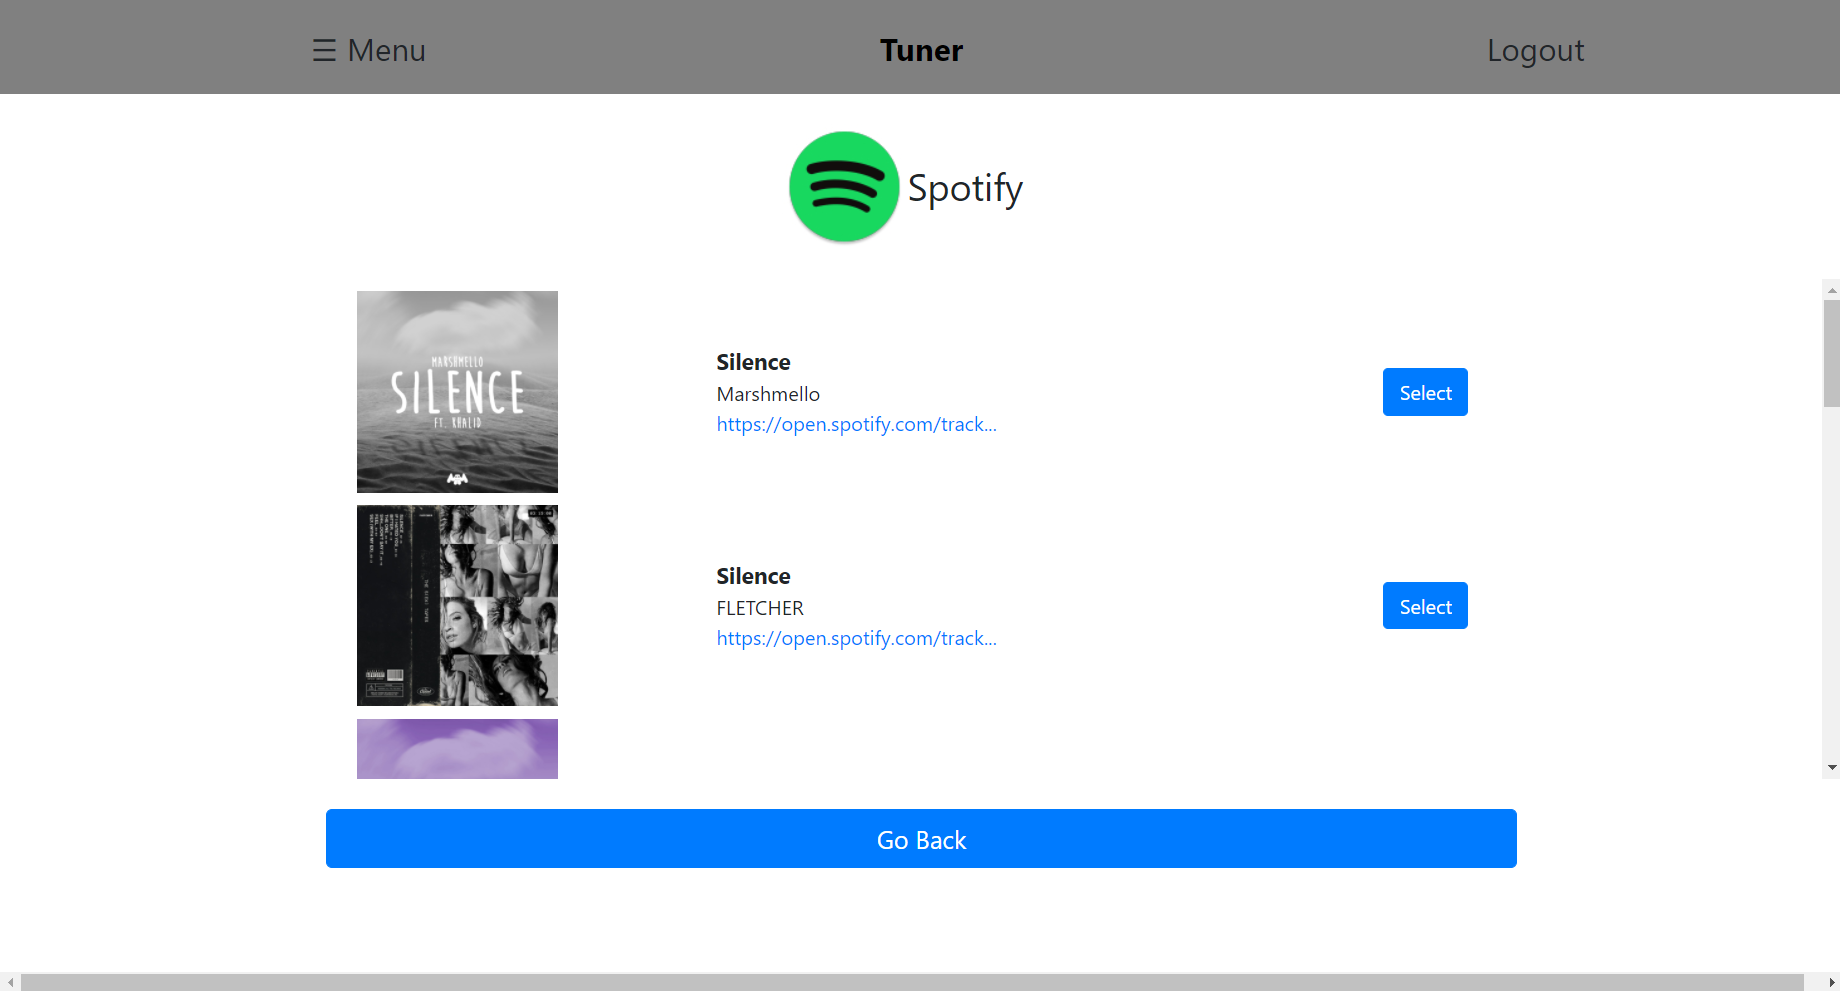 ☰ Menu
Tuner
Logout
Spotify
MARSHMELLO
SILENCE
FT. KHALID
Silence
Marshmello
https://open.spotify.com/track...
Select
Silence
FLETCHER
https://open.spotify.com/track...
Select
Go Back